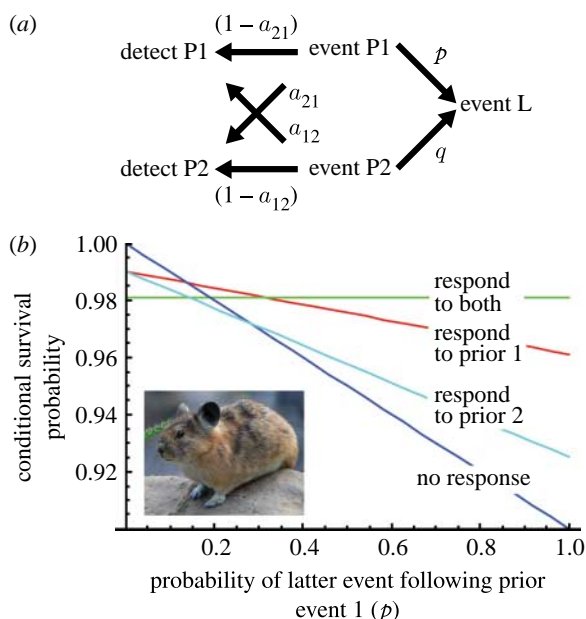 (a)
(1 – a21)
detect P1
event P1
p
a21
event L
a12
q
detect P2
event P2
(1 – a12)
(b)
1.00
0.98
0.96
0.94
0.92
conditional survival
probability
respond
to both
respond
to prior 1
respond
to prior 2
no response
0.2 0.4 0.6 0.8 1.0
probability of latter event following prior
event 1 (p)